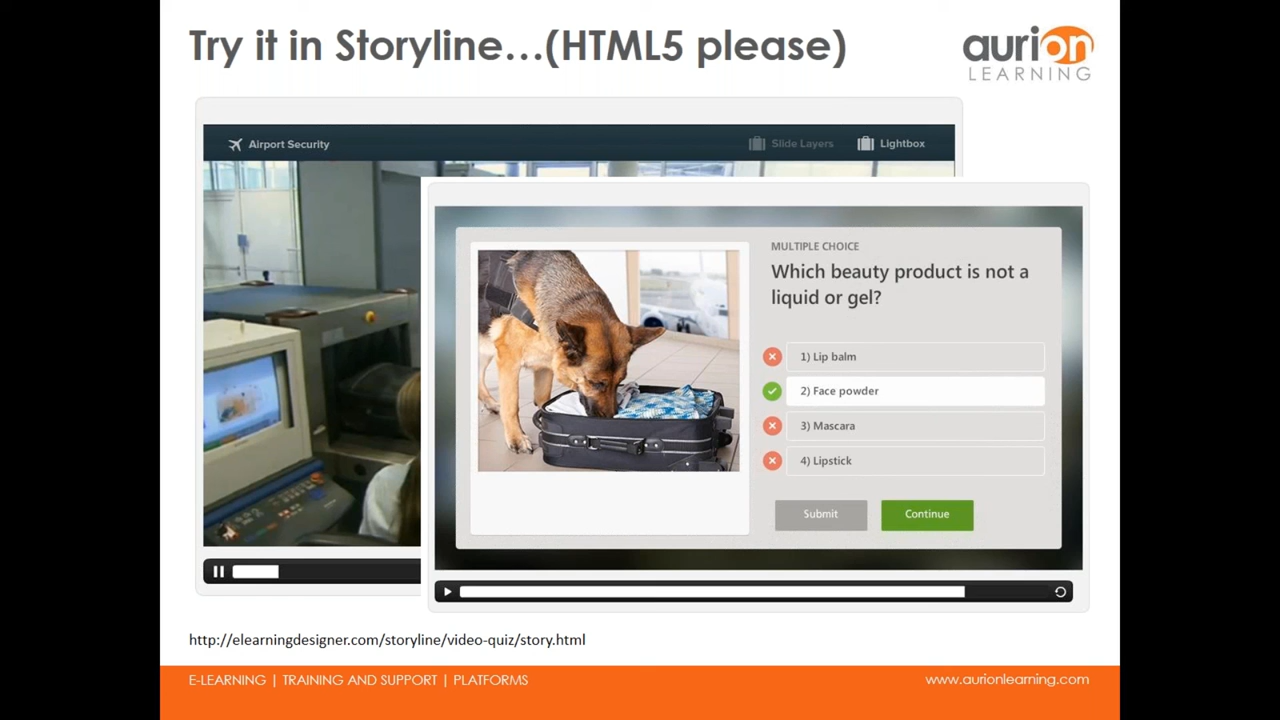 Try it in Storyline…(HTML5 please)
aurion
LEARNING
Airport Security
Slide Layers
Lightbox
MULTIPLE CHOICE
Which beauty product is not a
liquid or gel?
1) Lip balm
2) Face powder
3) Mascara
4) Lipstick
Submit
Continue
http://elearningdesigner.com/storyline/video-quiz/story.html
E-LEARNING | TRAINING AND SUPPORT | PLATFORMS
www.aurionlearning.com